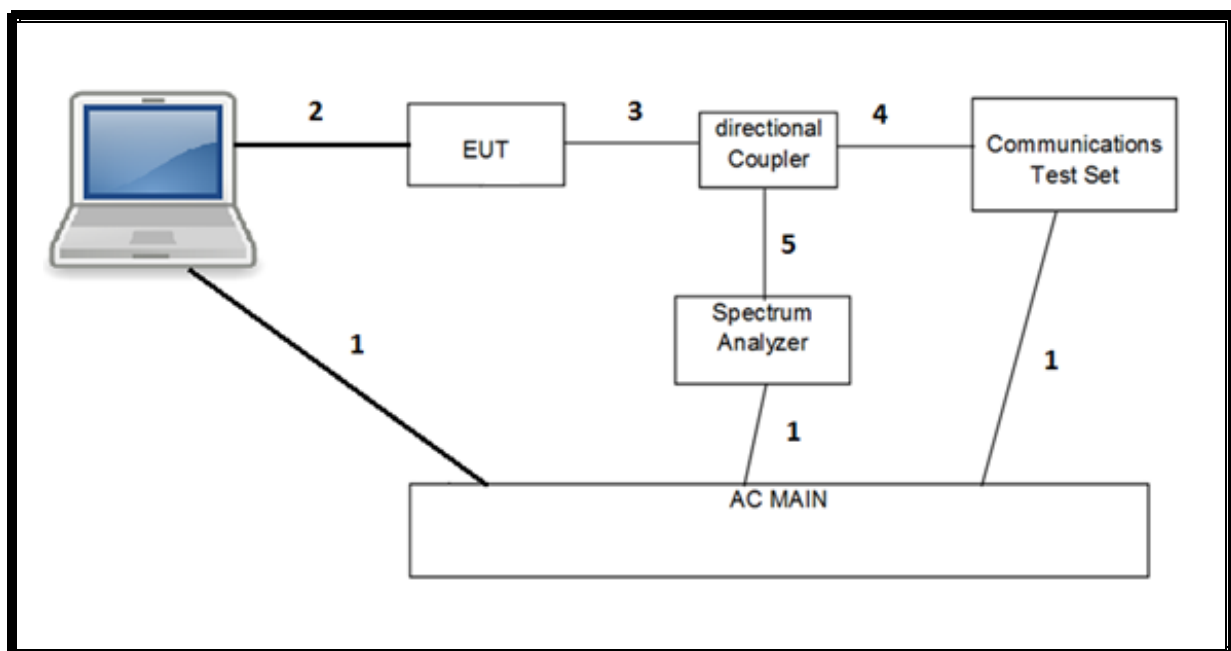 2
EUT
3
directional
Coupler
4
Communications
Test Set
5
Spectrum
Analyzer
1
1
1
AC MAIN